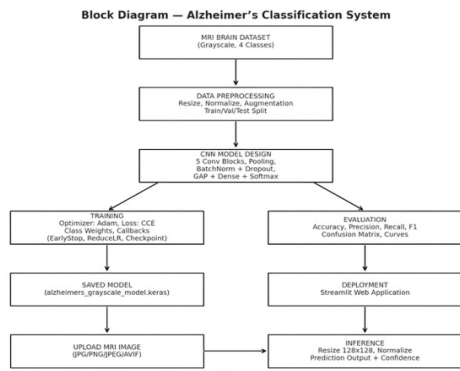 Block Diagram — Alzheimer's Classification System
MRI BRAIN DATASET
(Grayscale, 4 Classes)
DATA PREPROCESSING
Resize, Normalize, Augmentation
Train/Val/Test Split
CNN MODEL DESIGN
5 Conv Blocks, Pooling,
BatchNorm + Dropout,
GAP + Dense + Softmax
TRAINING
Optimizer: Adam, Loss: CCE
Class Weights, Callbacks
(EarlyStop, ReduceLR, Checkpoint)
EVALUATION
Accuracy, Precision, Recall, F1
Confusion Matrix, Curves
SAVED MODEL
(alzheimers_grayscale_model.keras)
DEPLOYMENT
Streamlit Web Application
UPLOAD MRI IMAGE
(JPG/PNG/JPEG/AVIF)
INFERENCE
Resize 128x128, Normalize
Prediction Output + Confidence